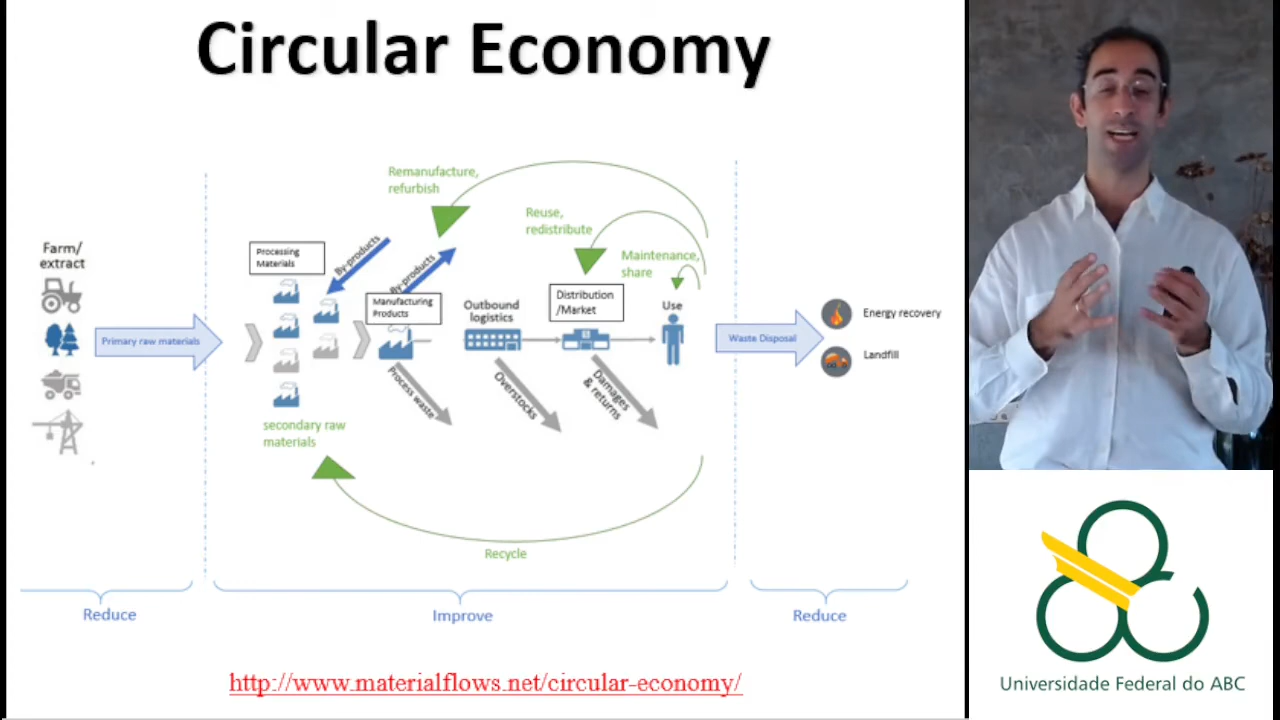 Circular Economy
Remanufacture,
refurbish
Reuse,
redistribute
Maintenance,
share
Farm/
extract
Processing
Materials
By-products
By-products
Manufacturing
Products
Outbound
logistics
Distribution
/Market
Use
Primary raw materials
Waste Disposal
Energy recovery
Landfill
Process waste
Overstocks
Damages
& returns
secondary raw
materials
Recycle
Reduce
Improve
Reduce
http://www.materialflows.net/circular-economy/
Universidade Federal do ABC